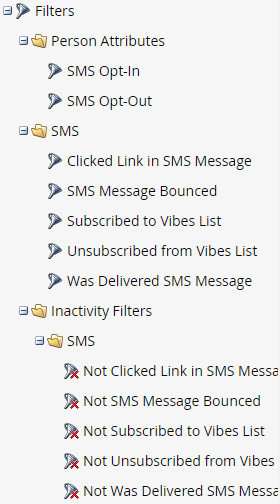 Filters
Person Attributes
SMS Opt-In
SMS Opt-Out
SMS
Clicked Link in SMS Message
SMS Message Bounced
Subscribed to Vibes List
Unsubscribed from Vibes List
Was Delivered SMS Message
Inactivity Filters
SMS
Not Clicked Link in SMS Messa
Not SMS Message Bounced
Not Subscribed to Vibes List
Not Unsubscribed from Vibes
Not Was Delivered SMS Messa